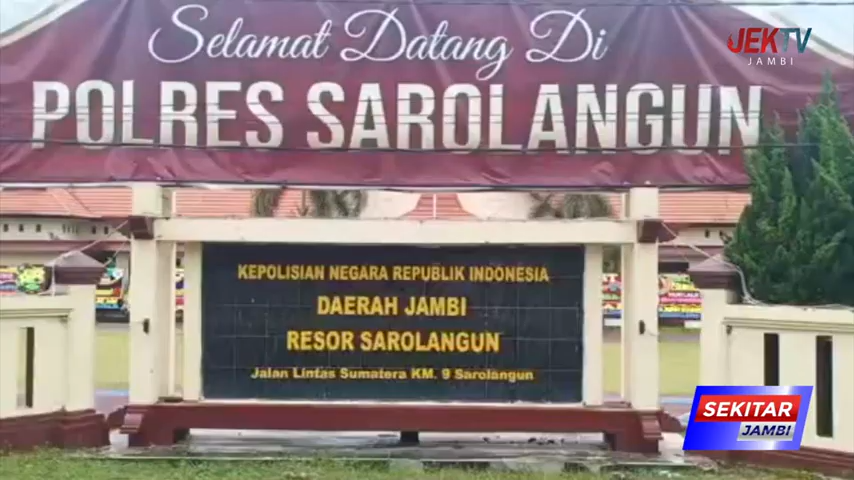 JEKTV
JAMBI
Selamat Datang Di
POLRES SAROLANGUN
KEPOLISIAN NEGARA REPUBLIK INDONESIA
DAERAH JAMBI
RESOR SAROLANGUN
Jalan Lintas Sumatera KM. 9 Sarolangun
SEKITAR
JAMBI